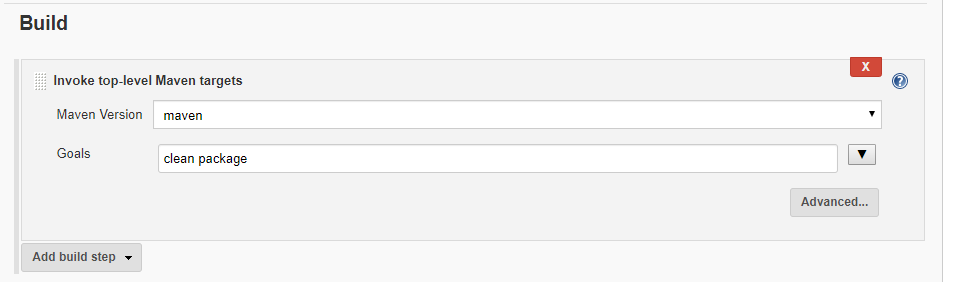 Build
X
Invoke top-level Maven targets
?
Maven Version maven
Goals clean package
Advanced...
Add build step